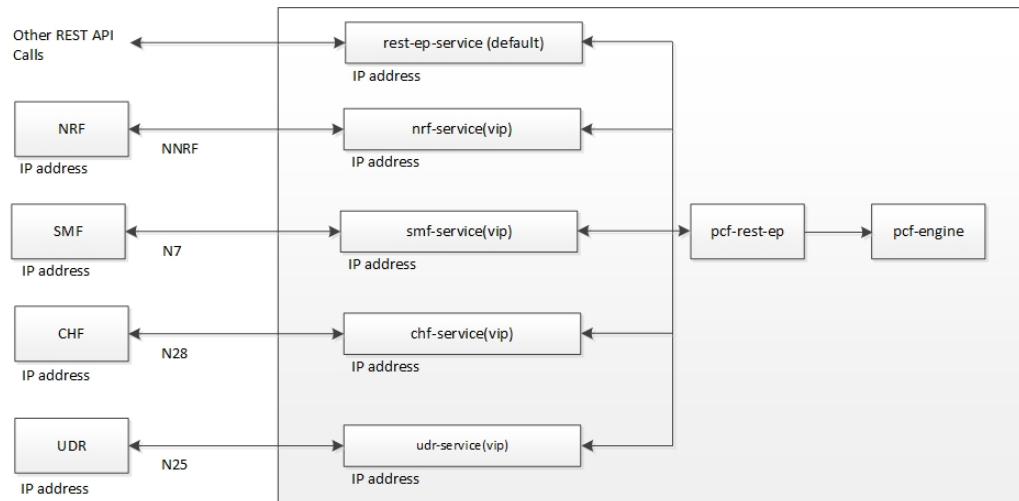 Other REST API
Calls
rest-ep-service (default)
IP address
NRF
IP address
NNRF
nrf-service(vip)
IP address
SMF
IP address
N7
smf-service(vip)
IP address
pcf-rest-ep
pcf-engine
CHF
IP address
N28
chf-service(vip)
IP address
UDR
IP address
N25
udr-service(vip)
IP address